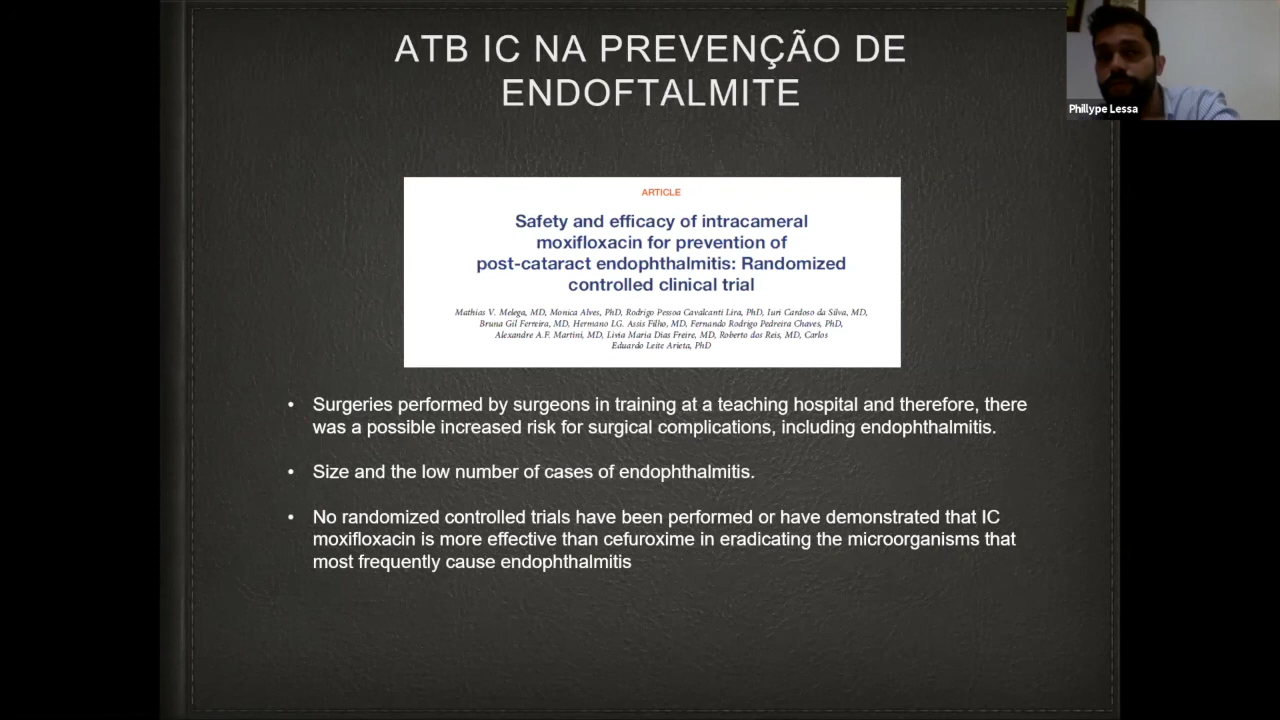 ATB IC NA PREVENÇÃO DE
ENDOFTALMITE
Phillype Lessa
ARTICLE
Safety and efficacy of intracameral
moxifloxacin for prevention of
post-cataract endophthalmitis: Randomized
controlled clinical trial
Mathias V. Melega, MD, Monica Alves, PhD, Rodrigo Pessoa Cavalcanti Lira, PhD, Iuri Cardoso da Silva, MD,
Bruna Gil Ferreira, MD, Hermano LG. Assis Filho, MD, Fernando Rodrigo Pedreira Chaves, PhD,
Alexandre A.F. Martini, MD, Livia Maria Dias Freire, MD, Roberto dos Reis, MD, Carlos
Eduardo Leite Arieta, PhD
• Surgeries performed by surgeons in training at a teaching hospital and therefore, there
was a possible increased risk for surgical complications, including endophthalmitis.
• Size and the low number of cases of endophthalmitis.
• No randomized controlled trials have been performed or have demonstrated that IC
moxifloxacin is more effective than cefuroxime in eradicating the microorganisms that
most frequently cause endophthalmitis